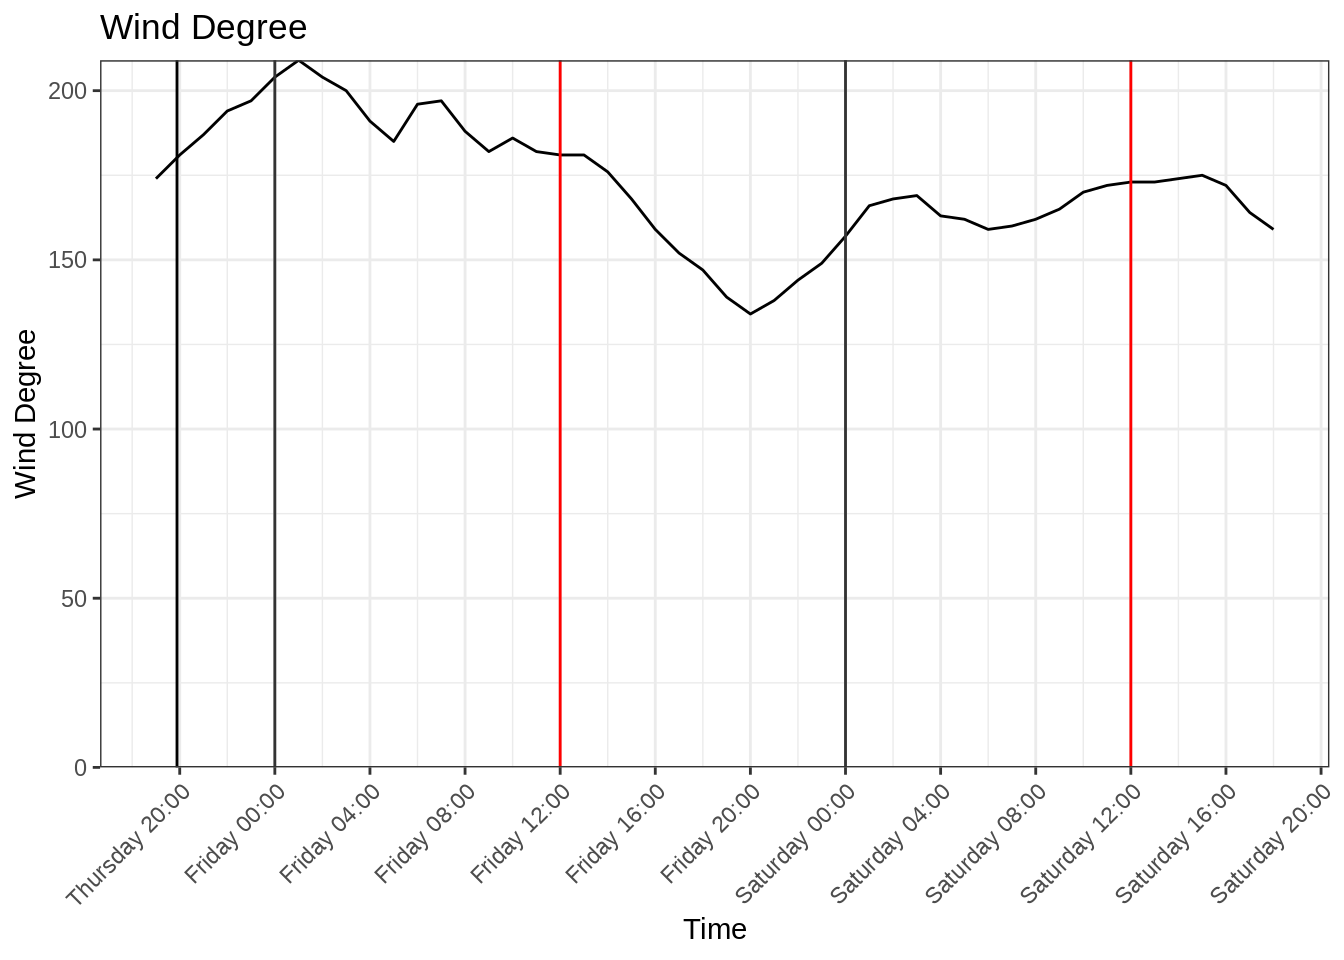 Wind Degree
Wind Degree
200
150
100
50
0
Thursday 20:00
Friday 00:00
Friday 04:00
Friday 08:00
Friday 12:00
Friday 16:00
Friday 20:00
Saturday 00:00
Saturday 04:00
Saturday 08:00
Saturday 12:00
Saturday 16:00
Saturday 20:00
Time